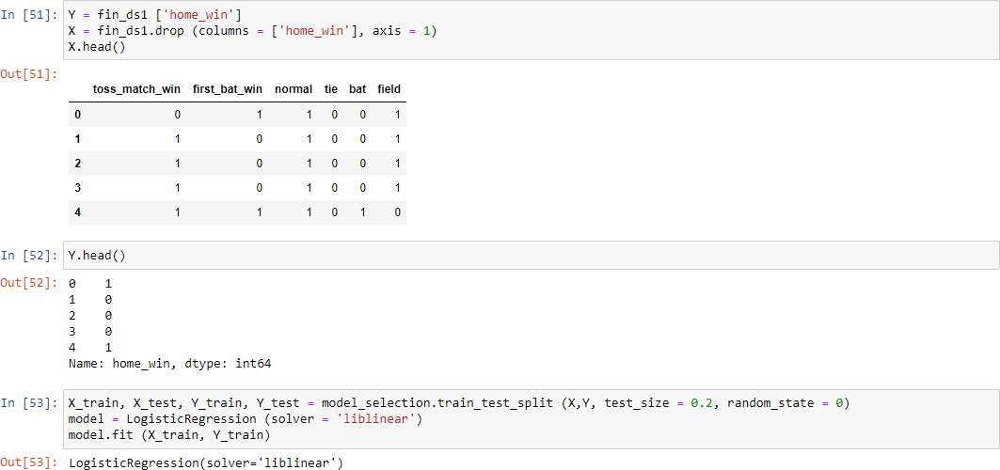 In [51]: Y = fin_ds1 ['home_win']
X = fin_ds1.drop (columns = ['home_win'], axis = 1)
X.head()
Out[51]:
toss_match_win first_bat_win normal tie bat field
0 0 1 1 0 0 1
1 1 0 1 0 0 1
2 1 0 1 0 0 1
3 1 0 1 0 0 1
4 1 1 1 0 1 0
In [52]: Y.head()
Out[52]: 0 1
1 0
2 0
3 0
4 1
Name: home_win, dtype: int64
In [53]: X_train, X_test, Y_train, Y_test = model_selection.train_test_split (X,Y, test_size = 0.2, random_state = 0)
model = LogisticRegression (solver = 'liblinear')
model.fit (X_train, Y_train)
Out[53]: LogisticRegression(solver='liblinear')